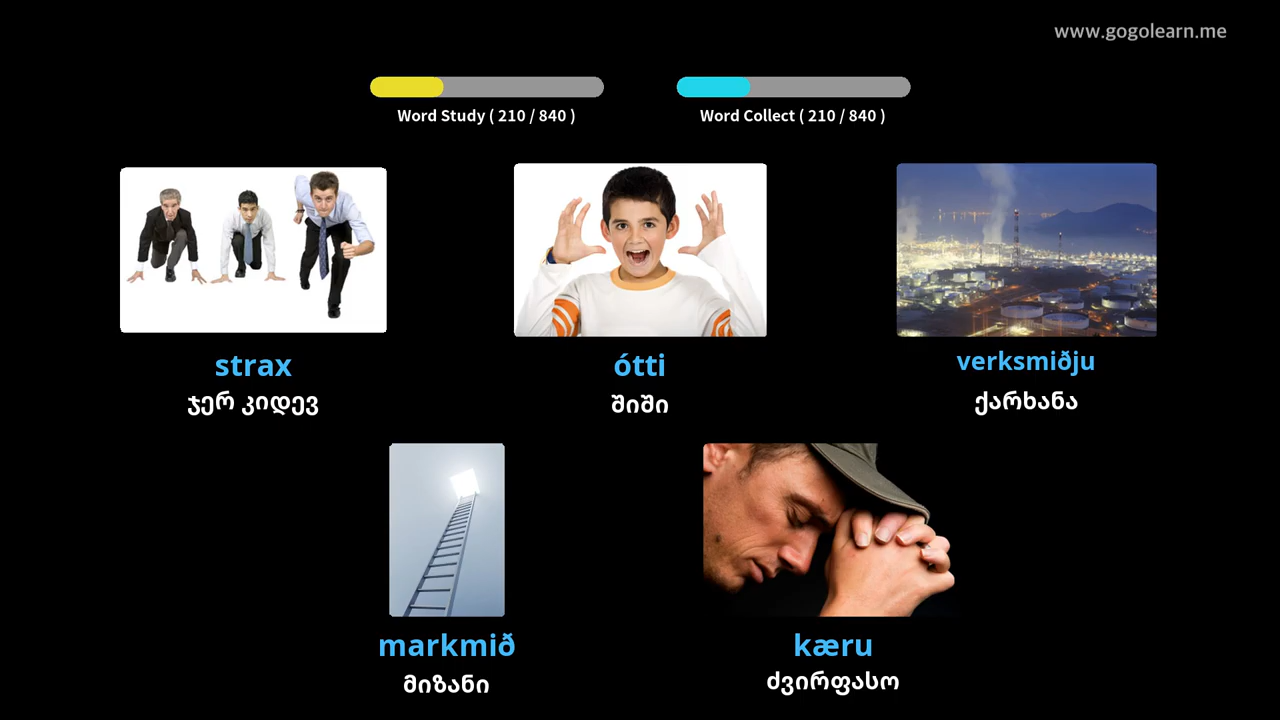 www.gogolearn.me
Word Study ( 210 / 840 )
Word Collect ( 210 / 840 )
strax
ჯერ კიდევ
ótti
შიში
verksmiðju
ქარხანა
markmið
მიზანი
kæru
ძვირფასო